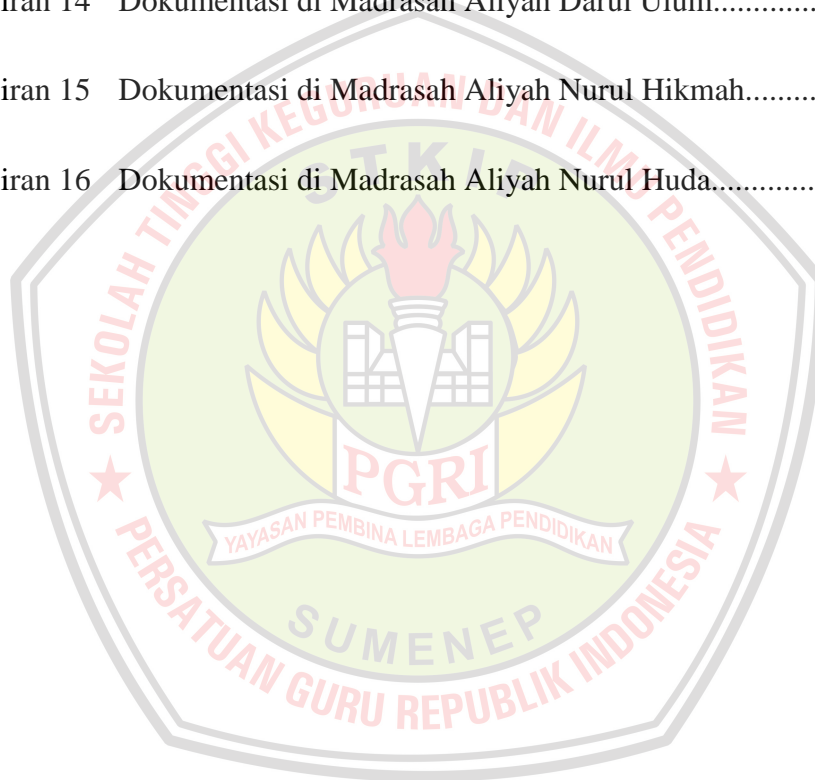 iran 14 Dokumentasi di Madrasah Aliyah Darul Ulum.............
iran 15 Dokumentasi di Madrasah Aliyah Nurul Hikmah.........
iran 16 Dokumentasi di Madrasah Aliyah Nurul Huda.............
SEKOLAH TINGGI KEGURUAN DAN ILMU PENDIDIKAN
STKIP
PGRI
YAYASAN PEMBINA LEMBAGA PENDIDIKAN
SUMENEP
PERSATUAN GURU REPUBLIK INDONESIA